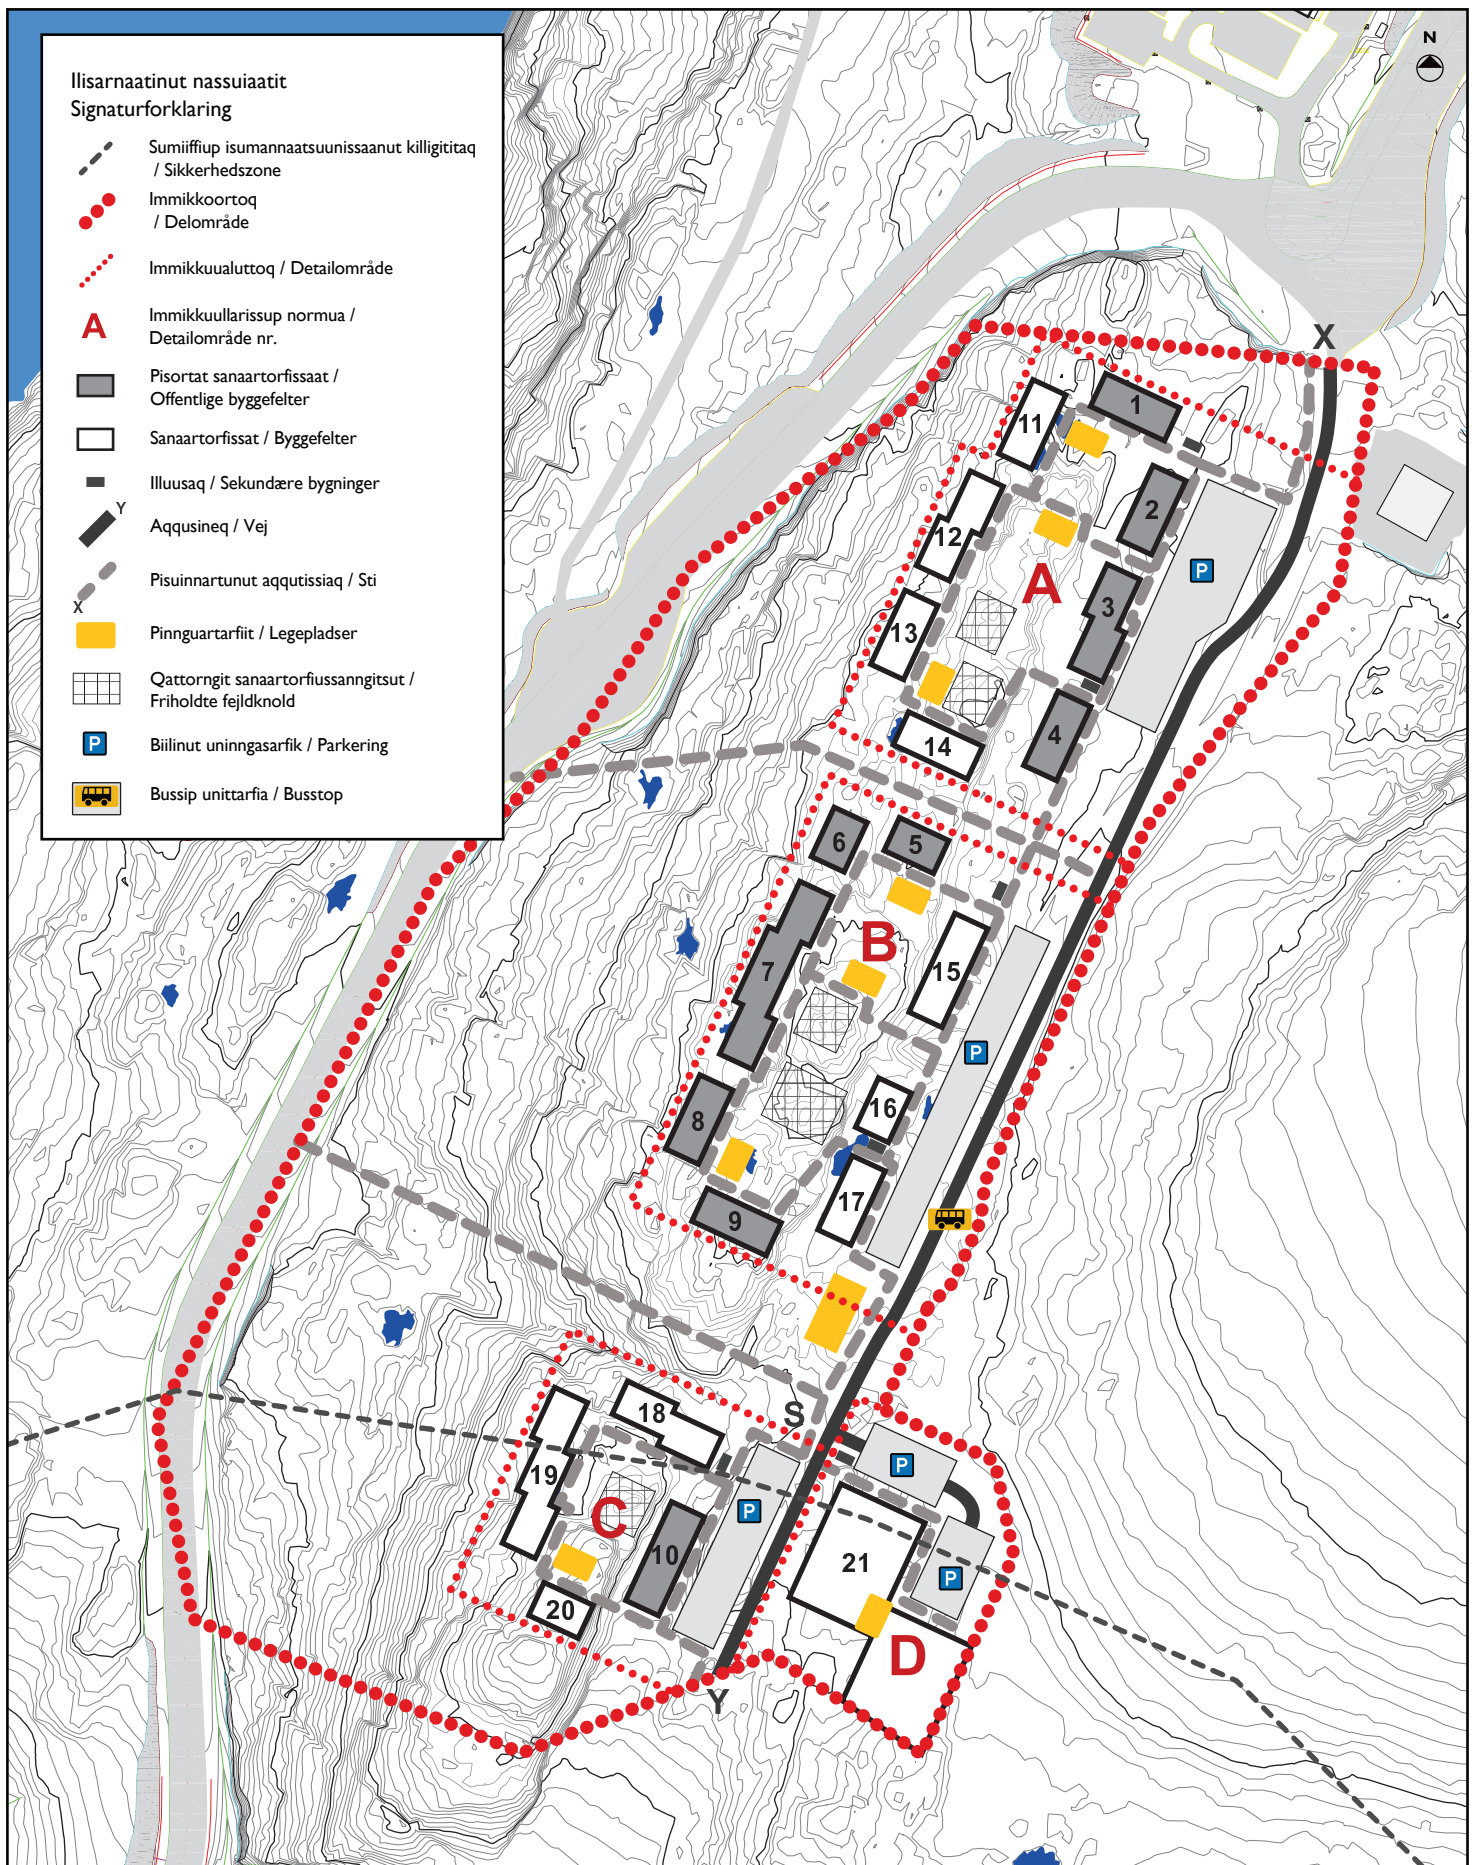 Ilisarnaatinut nassuiaatit
Signaturforklaring
Sumiiffiup isumannaatsuunissaanut killigititaq
/ Sikkerhedszone
Immikkoortoq
/ Delområde
Immikkuualuttoq / Detailområde
A
Immikkuullarissup normua /
Detailområde nr.
Pisortat sanaartorfissaat /
Offentlige byggefelter
Sanaartorfissat / Byggefelter
Illuusaq / Sekundære bygninger
Y
Aqqusineq / Vej
Pisuinnartunut aqqutissiaq / Sti
X
Pinnguartarfiit / Legepladser
Qattorngit sanaartorfiussanngitsut /
Friholdte fejldknold
P
Biilinut uninngasarfik / Parkering
Bussip unittarfia / Busstop
N
X
1
11
2
12
P
A
3
13
4
14
6
5
B
15
7
P
16
8
17
9
S
18
P
19
P
C
10
21
P
20
D
Y